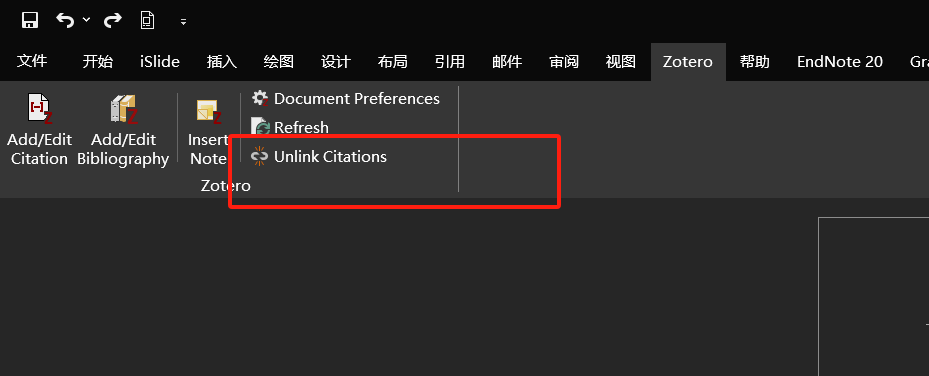 文件 开始 iSlide 插入 绘图 设计 布局 引用 邮件 审阅 视图 Zotero 帮助 EndNote 20 Gra
Add/Edit
Citation
Add/Edit
Bibliography
Insert
Note
Document Preferences
Refresh
Unlink Citations
Zotero